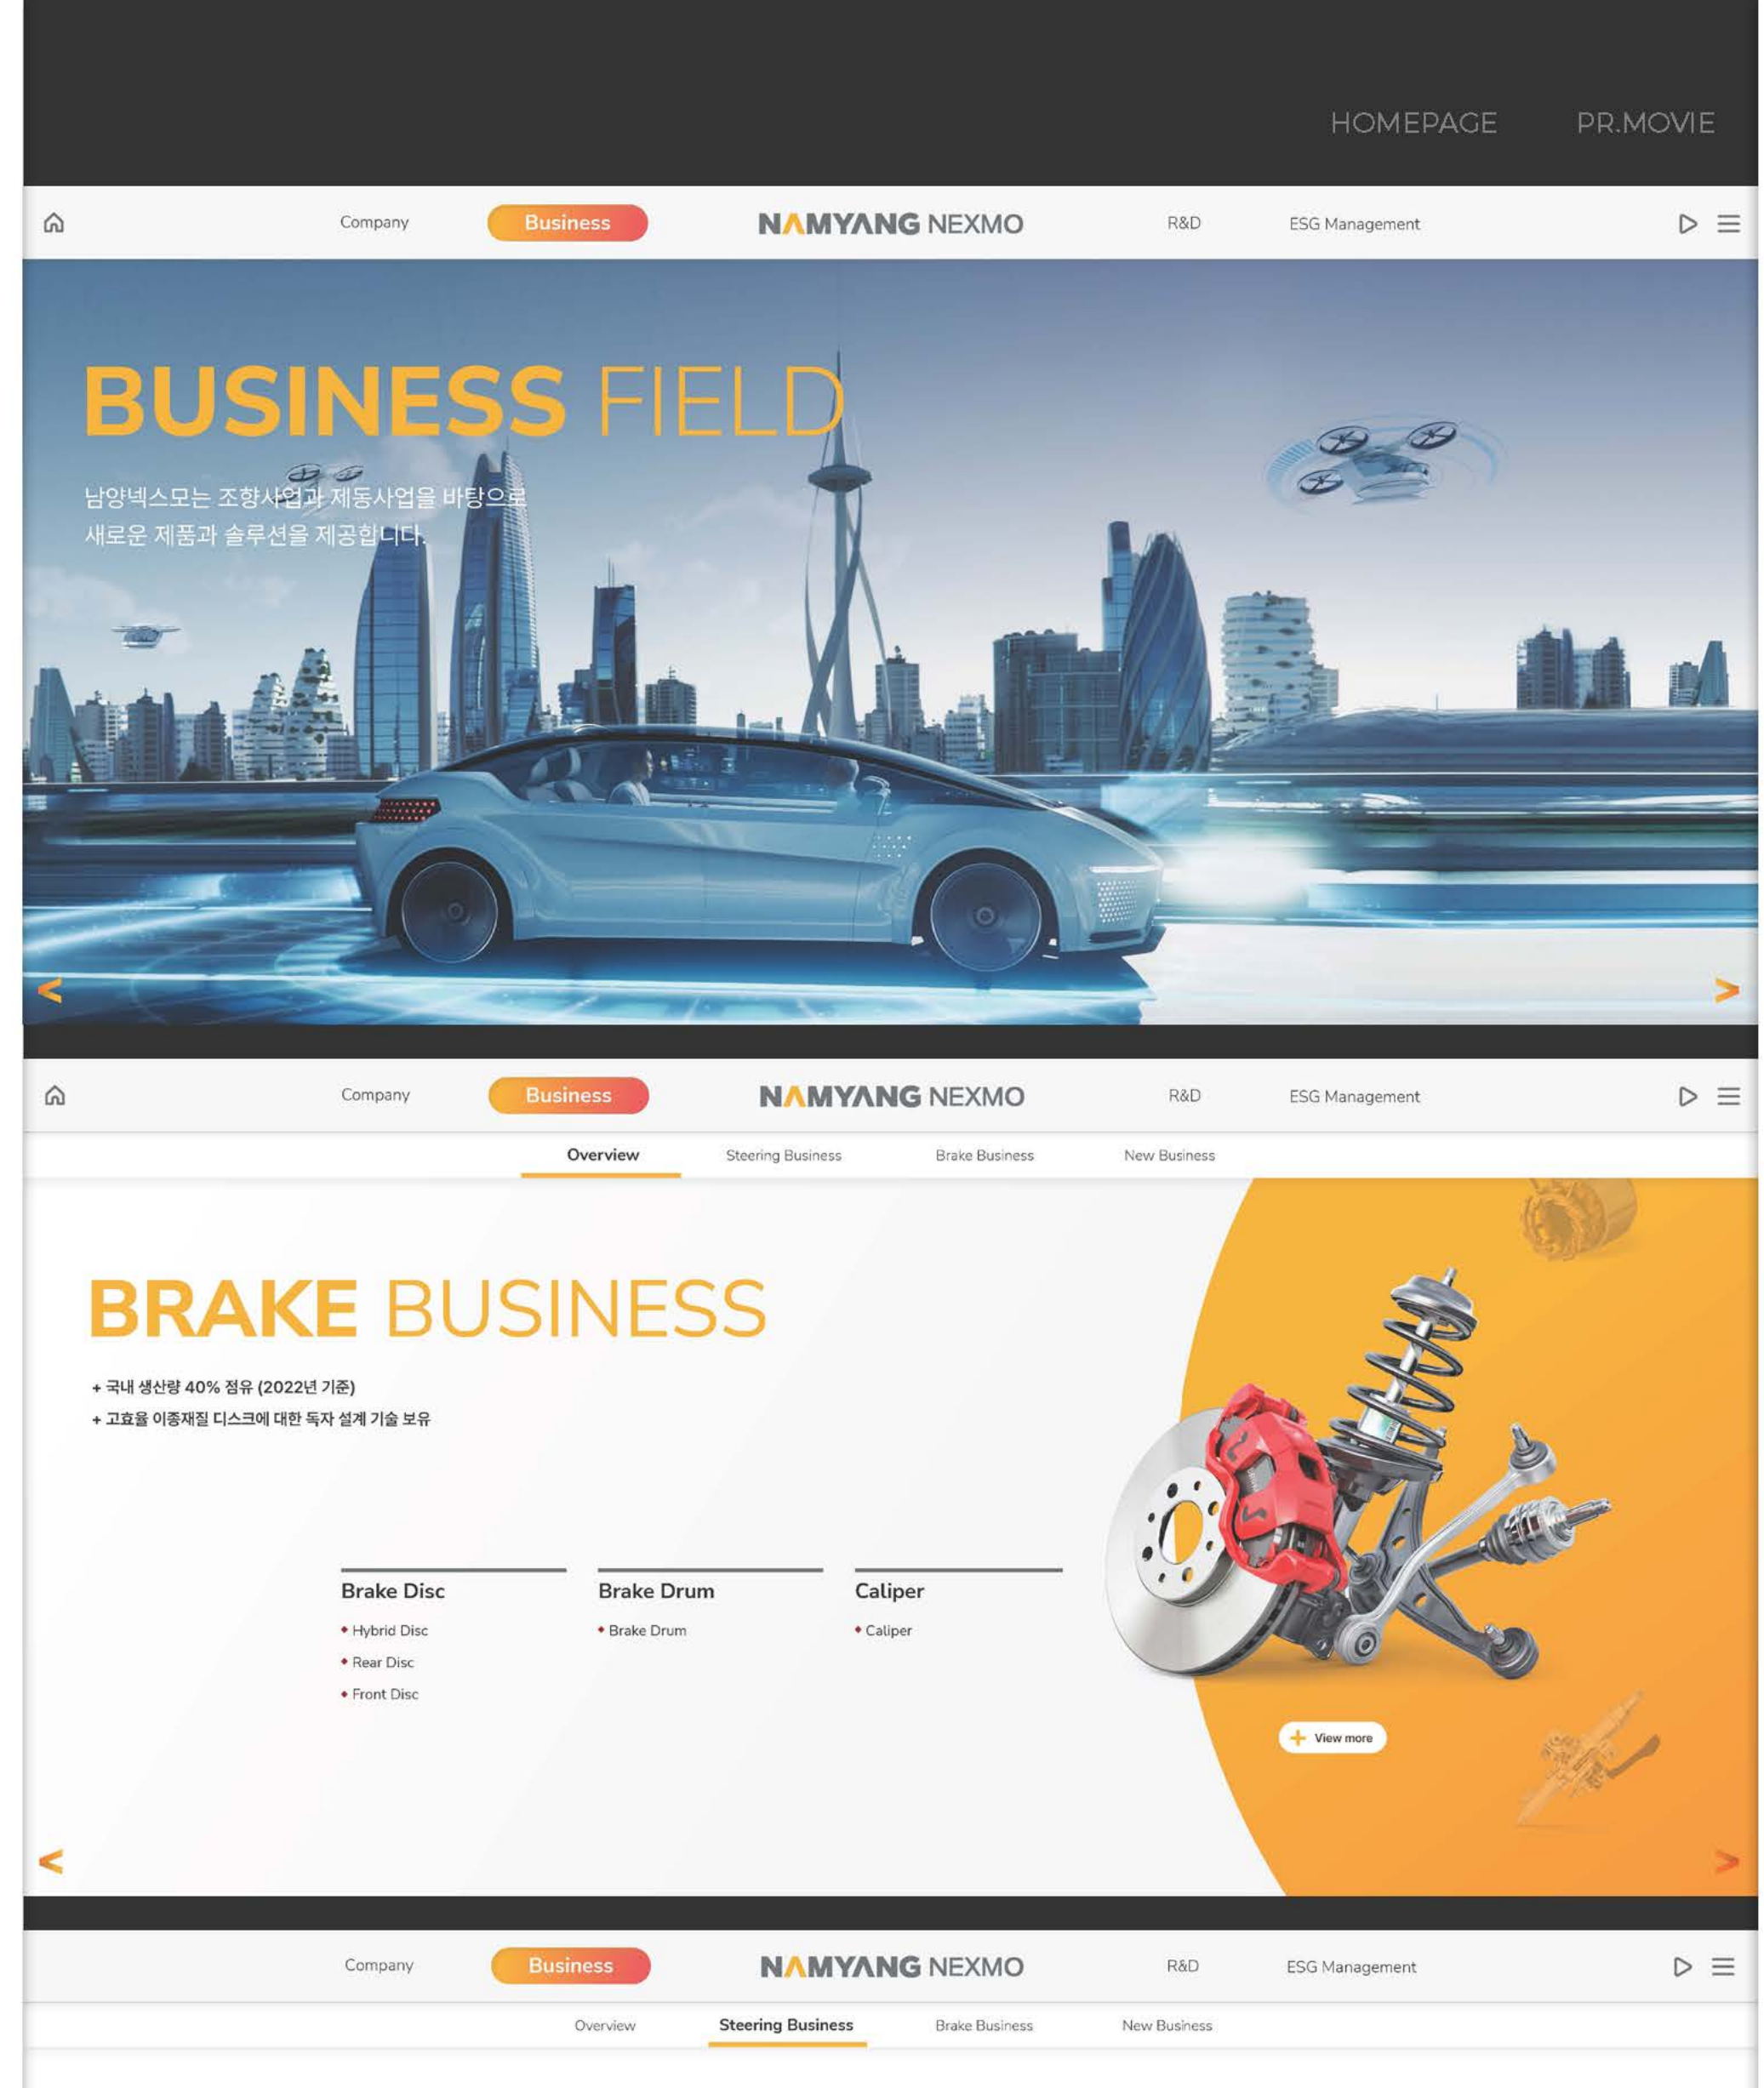 HOMEPAGE PR.MOVIE
Company Business NAMYANG NEXMO R&D ESG Management
BUSINESS FIELD
남양넥스모는 조향사업과 제동사업을 바탕으로
새로운 제품과 솔루션을 제공합니다.
< >
Company Business NAMYANG NEXMO R&D ESG Management
Overview Steering Business Brake Business New Business
BRAKE BUSINESS
+ 국내 생산량 40% 점유 (2022년 기준)
+ 고효율 이종재질 디스크에 대한 독자 설계 기술 보유
Brake Disc
Hybrid Disc
Rear Disc
Front Disc
Brake Drum
Brake Drum
Caliper
Caliper
+ View more
< >
Company Business NAMYANG NEXMO R&D ESG Management
Overview Steering Business Brake Business New Business